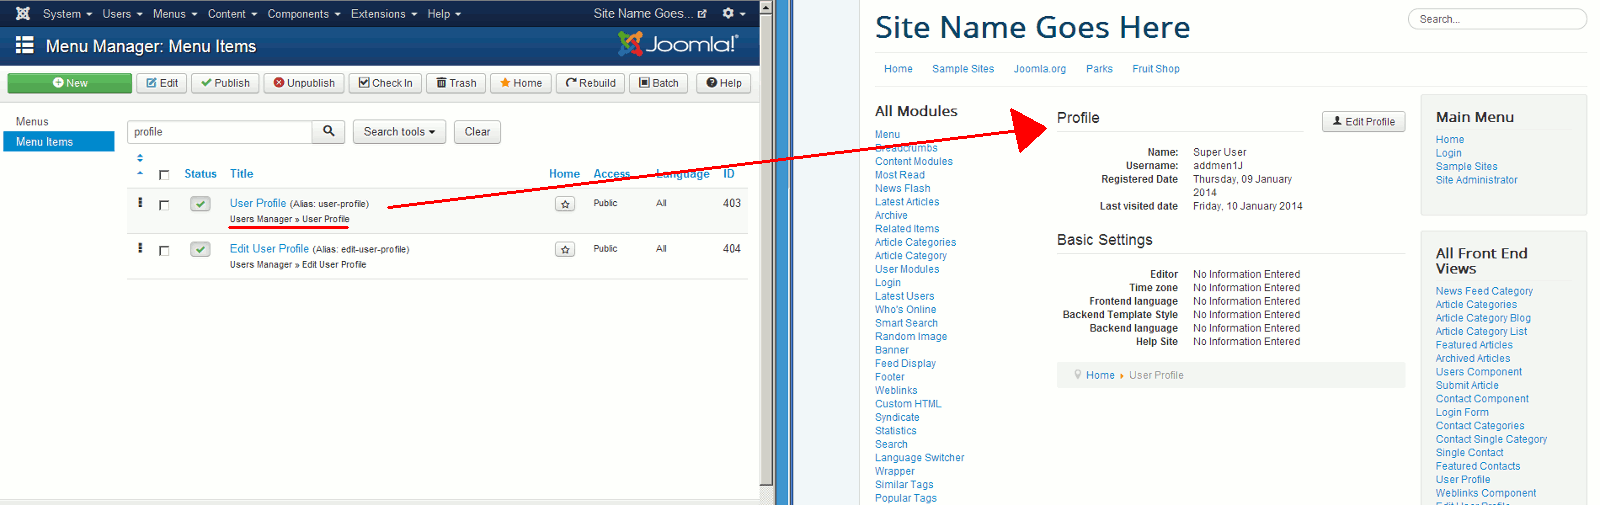 System Users Menus Content Components Extensions Help Site Name Goes...
Menu Manager: Menu Items
Joomla!®
New Edit Publish Unpublish Check In Trash Home Rebuild Batch Help
Menus
Menu Items
profile
Search tools
Clear
Status Title Home Access Language ID
User Profile (Alias: user-profile) Public All 403
Users Manager » User Profile
Edit User Profile (Alias: edit-user-profile) Public All 404
Users Manager » Edit User Profile
Site Name Goes Here
Search...
Home Sample Sites Joomla.org Parks Fruit Shop
All Modules
Menu
Breadcrumbs
Content Modules
Most Read
News Flash
Latest Articles
Archive
Related Items
Article Categories
Article Category
User Modules
Login
Latest Users
Who's Online
Smart Search
Random Image
Banner
Feed Display
Footer
Weblinks
Custom HTML
Syndicate
Statistics
Search
Language Switcher
Wrapper
Similar Tags
Popular Tags
Profile
Edit Profile
Name: Super User
Username: addmen1J
Registered Date Thursday, 09 January
2014
Last visited date Friday, 10 January 2014
Basic Settings
Editor No Information Entered
Time zone No Information Entered
Frontend language No Information Entered
Backend Template Style No Information Entered
Backend language No Information Entered
Help Site No Information Entered
Home User Profile
Main Menu
Home
Login
Sample Sites
Site Administrator
All Front End
Views
News Feed Category
Article Categories
Article Category Blog
Article Category List
Featured Articles
Archived Articles
Users Component
Submit Article
Contact Component
Login Form
Contact Categories
Contact Single Category
Single Contact
Featured Contacts
User Profile
Weblinks Component
Edit User Profile